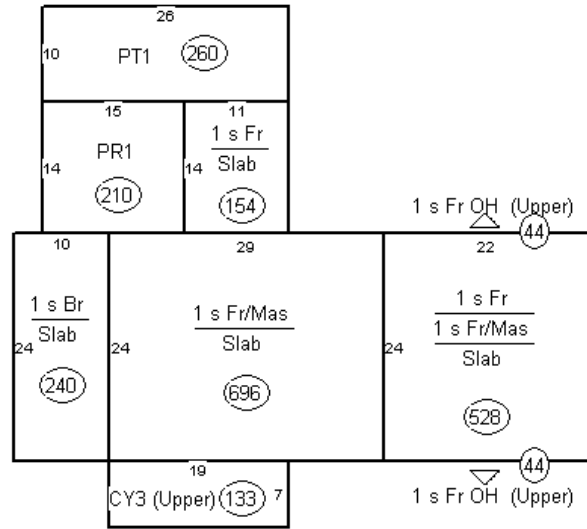 26
10 PT1 260
15 11
14 PR1 14 1 s Fr
Slab
210 154
1 s Fr OH (Upper)
44
10 29 22
1 s Br
Slab
24
240
1 s Fr/Mas
Slab
24
696
1 s Fr
1 s Fr/Mas
Slab
24
528
19
CY3 (Upper) 133 7
44
1 s Fr OH (Upper)